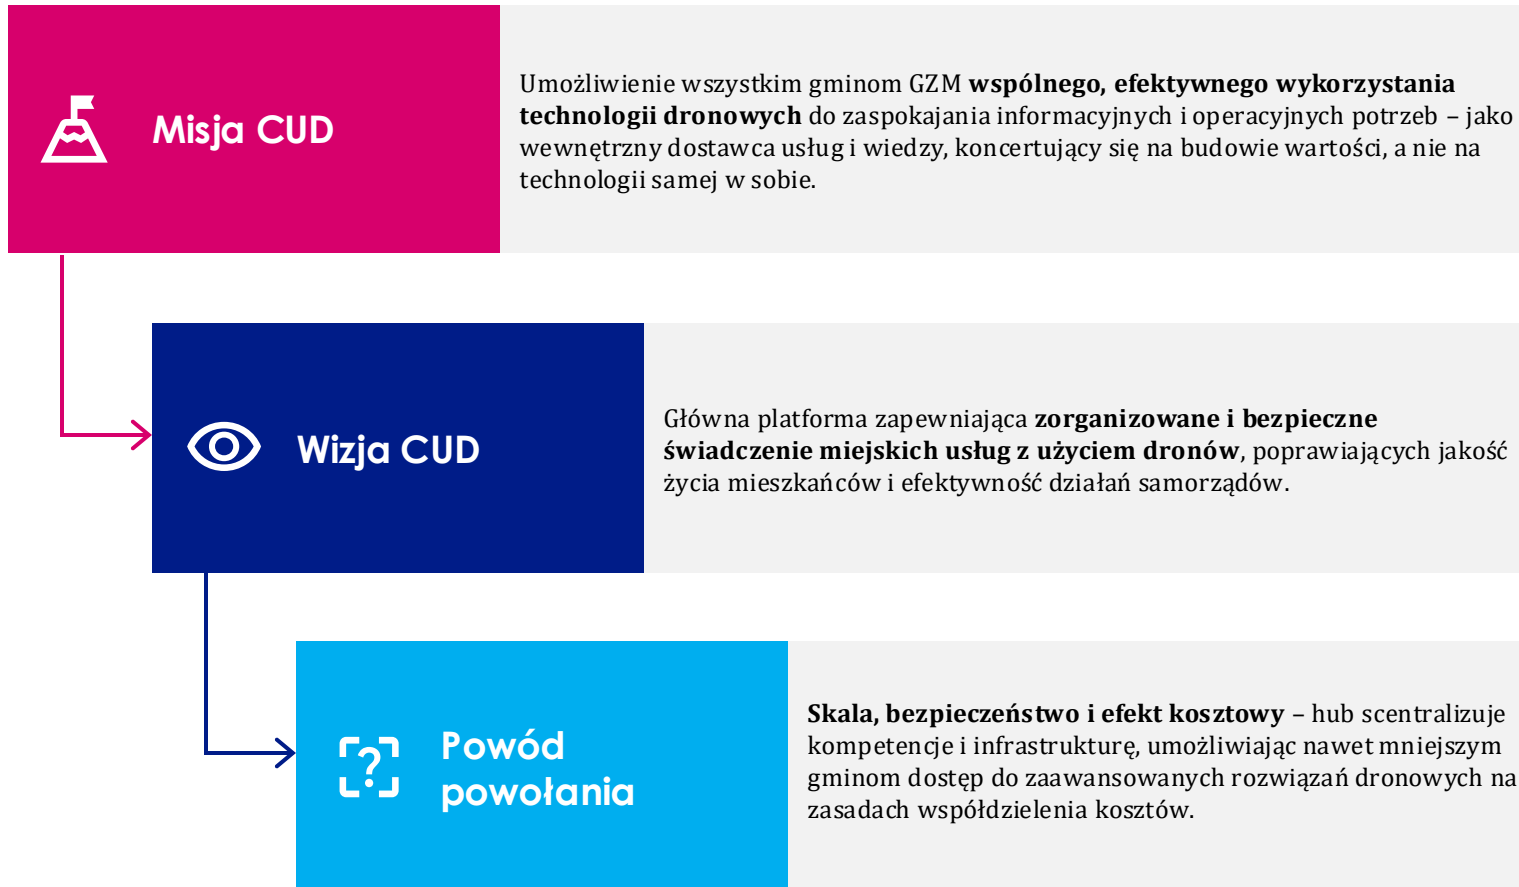 Misja CUD
Umożliwienie wszystkim gminom GZM wspólnego, efektywnego wykorzystania
technologii dronowych do zaspokajania informacyjnych i operacyjnych potrzeb – jako
wewnętrzny dostawca usług i wiedzy, koncertujący się na budowie wartości, a nie na
technologii samej w sobie.
Wizja CUD
Główna platforma zapewniająca zorganizowane i bezpieczne
świadczenie miejskich usług z użyciem dronów, poprawiających jakość
życia mieszkańców i efektywność działań samorządów.
Powód
powołania
Skala, bezpieczeństwo i efekt kosztowy – hub scentralizuje
kompetencje i infrastrukturę, umożliwiając nawet mniejszym
gminom dostęp do zaawansowanych rozwiązań dronowych na
zasadach współdzielenia kosztów.